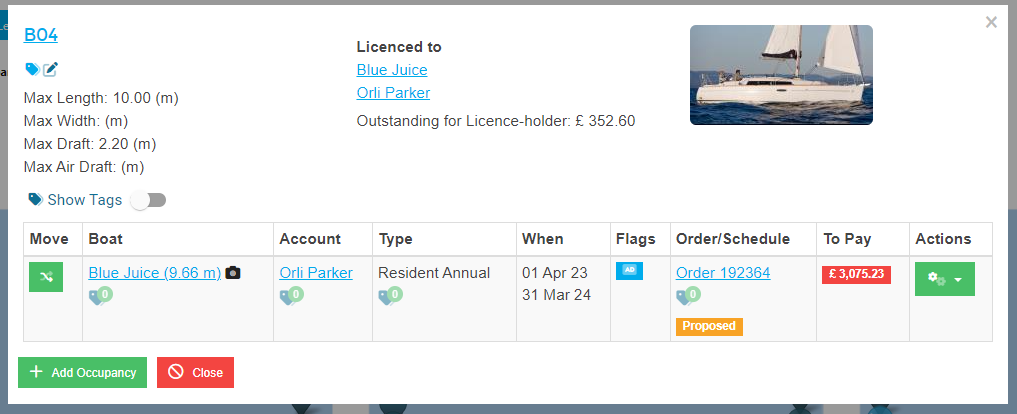 B04
×
Licenced to
Blue Juice
Orli Parker
Outstanding for Licence-holder: £ 352.60
Max Length: 10.00 (m)
Max Width: (m)
Max Draft: 2.20 (m)
Max Air Draft: (m)
Show Tags
Move Boat Account Type When Flags Order/Schedule To Pay Actions
Blue Juice (9.66 m) Orli Parker Resident Annual 01 Apr 23 AD Order 192364 £ 3,075.23
0 0 0 31 Mar 24 0
Proposed
Add Occupancy Close